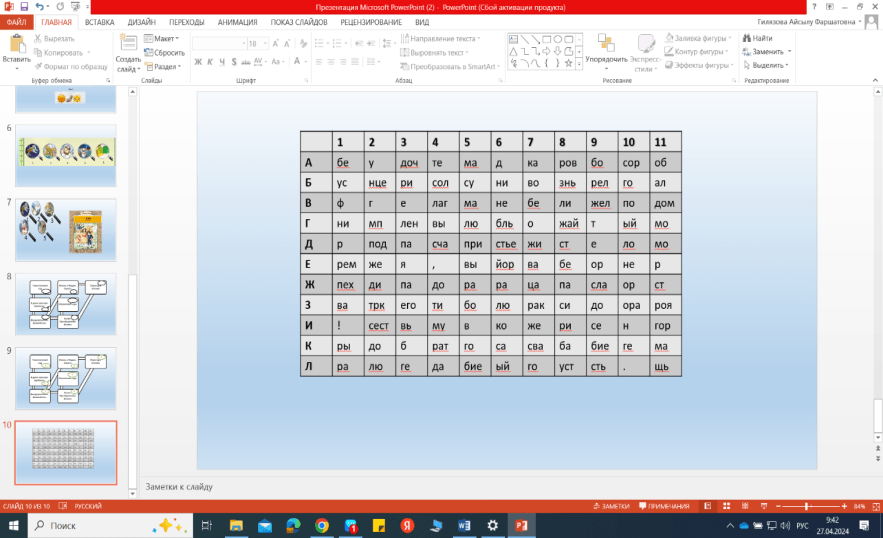 Презентация Microsoft PowerPoint (2) - PowerPoint (Сбой активации продукта)
ФАЙЛ ГЛАВНАЯ ВСТАВКА ДИЗАЙН ПЕРЕХОДЫ АНИМАЦИЯ ПОКАЗ СЛАЙДОВ РЕЦЕНЗИРОВАНИЕ ВИД Гилязова Айсылу Фаршатовна
Вставить
Вырезать
Копировать
Формат по образцу
Буфер обмена
Создать слайд
Макет
Сбросить
Раздел
Слайды
18
Ж К Ч S abc AV Aa A
Шрифт
Направление текста
Выровнять текст
Преобразовать в SmartArt
Абзац
Упорядочить
Экспресс-стили
Заливка фигуры
Контур фигуры
Эффекты фигуры
Рисование
Найти
Заменить
Выделить
Редактирование
6
7
8
9
10
1 2 3 4 5 6 7 8 9 10 11
А бе у доч те ма д ка ров бо сор об
Б ус нце ри сол су ни во знь рел го ал
В ф г е лаг ма не бе ли жел по дом
Г ни мп лен вы лю бль о жай т ый мо
Д р под па сча при стье жи ст е ло мо
Е рем же я , вы йор ва бе ор не р
Ж пех ди па до ра ра ца па сла ор ст
З ва трк его ти бо лю рак си до ора роя
И ! сест вь му в ко же ри се н гор
К ры до б рат го са сва ба бие ге ма
Л ра лю ге да бие ый го уст сть . щь
Заметки к слайду
СЛАЙД 10 ИЗ 10 РУССКИЙ ЗАМЕТКИ ПРИМЕЧАНИЯ 84%
Поиск
РУС
9:42
27.04.2024